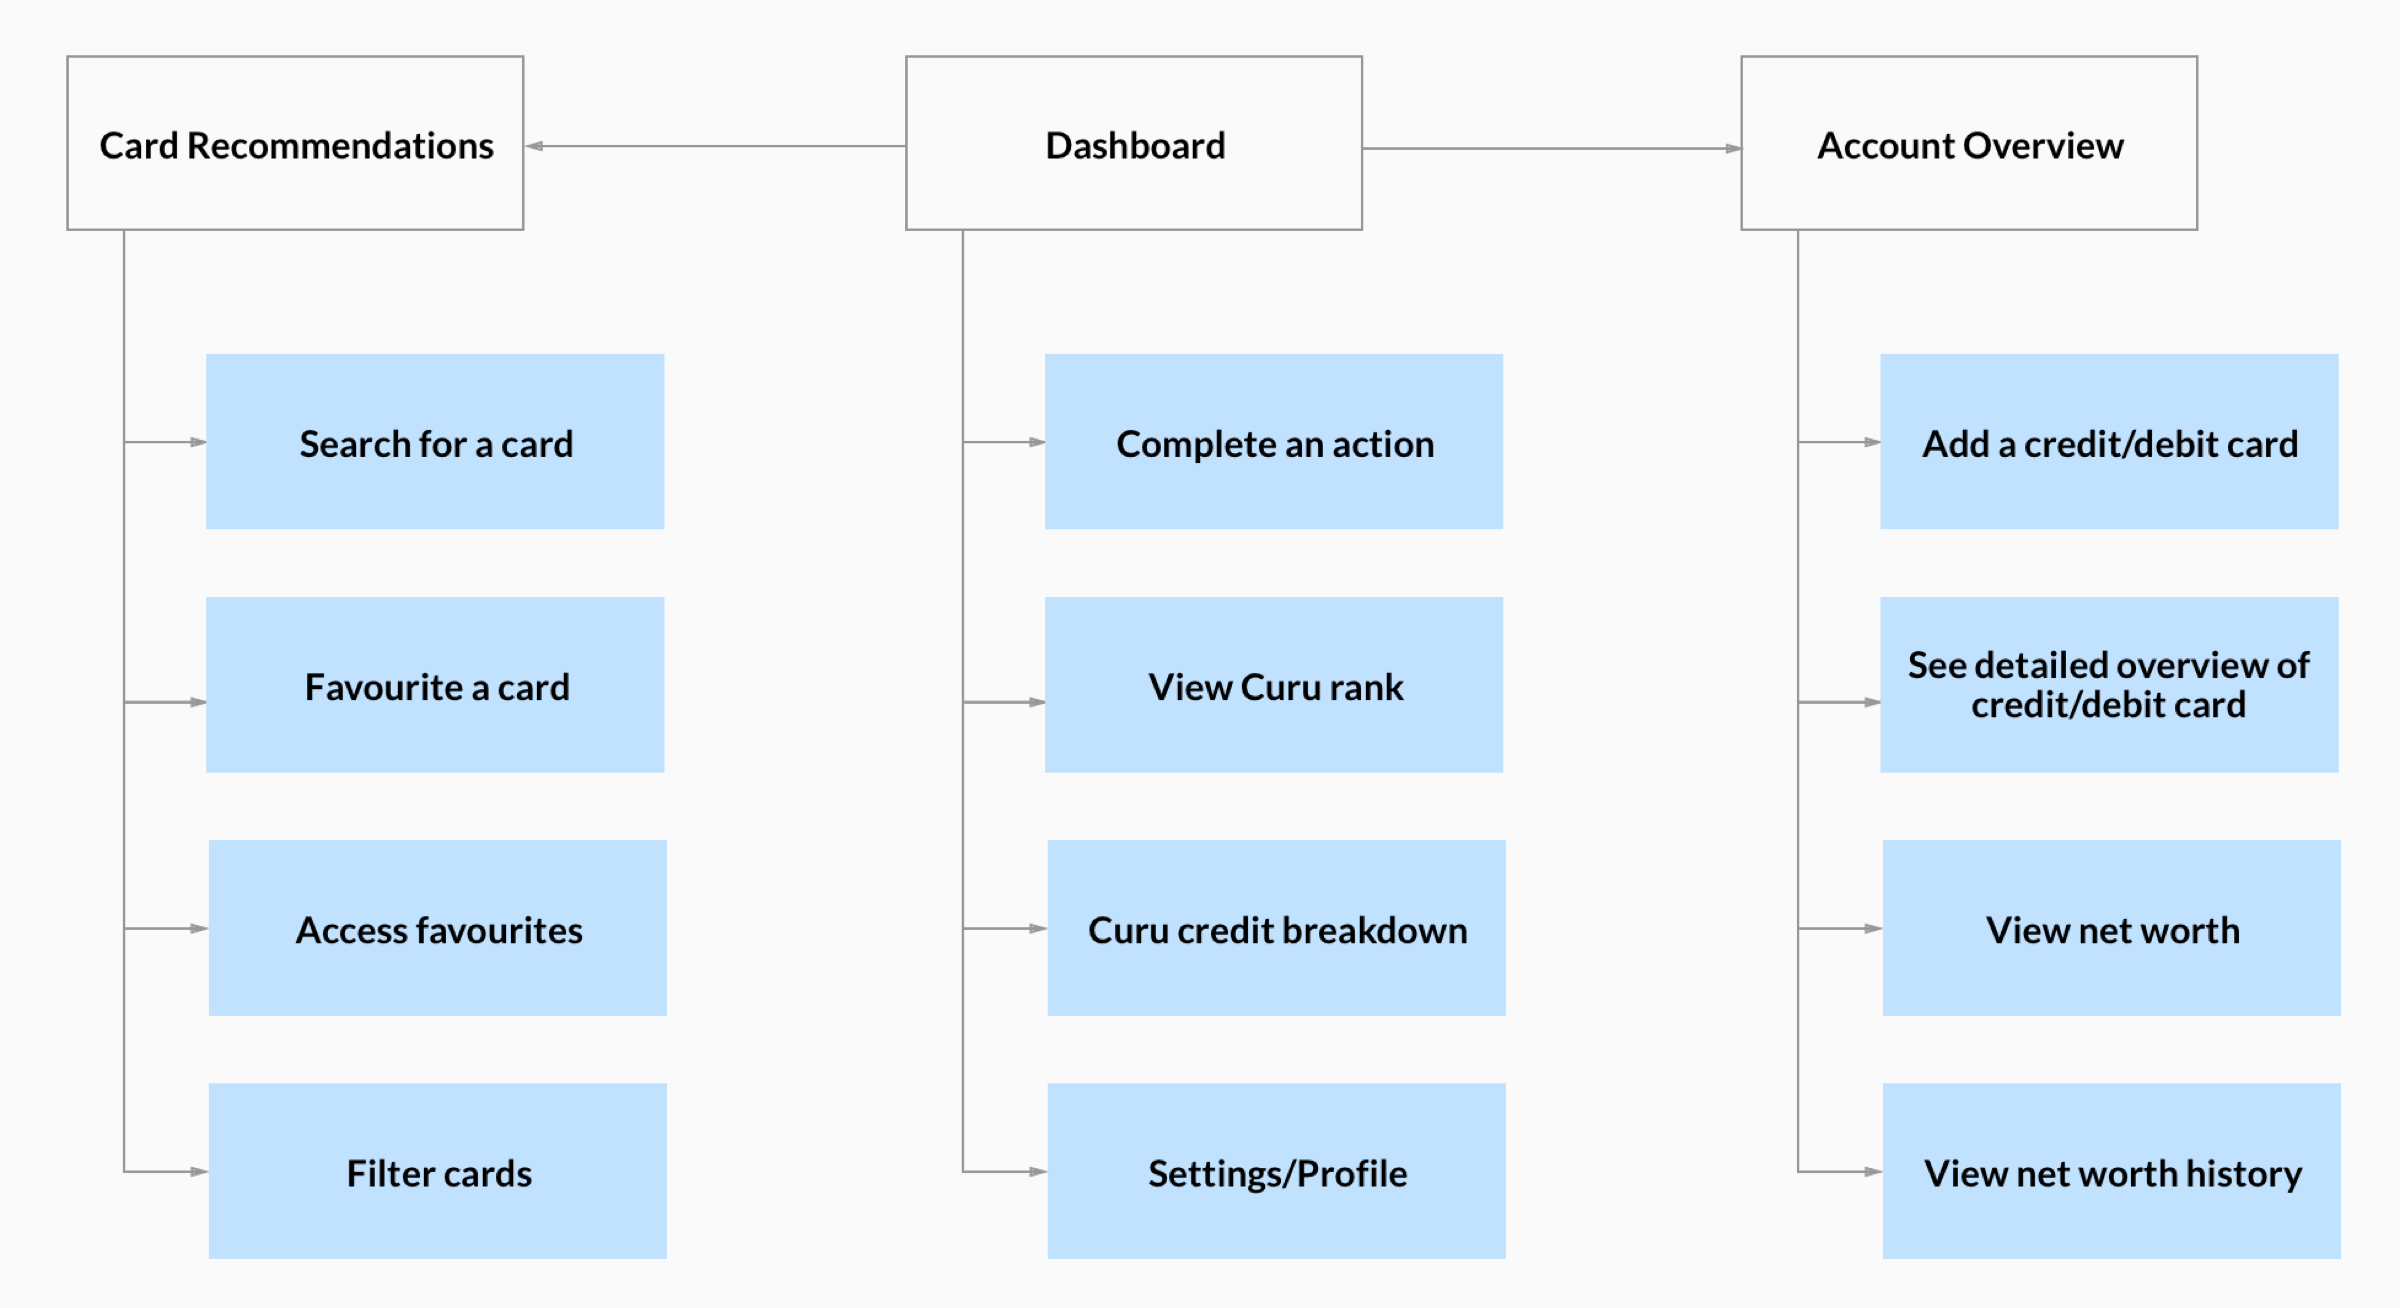 Card Recommendations
Dashboard
Account Overview
Search for a card
Complete an action
Add a credit/debit card
Favourite a card
View Curu rank
See detailed overview of
credit/debit card
Access favourites
Curu credit breakdown
View net worth
Filter cards
Settings/Profile
View net worth history